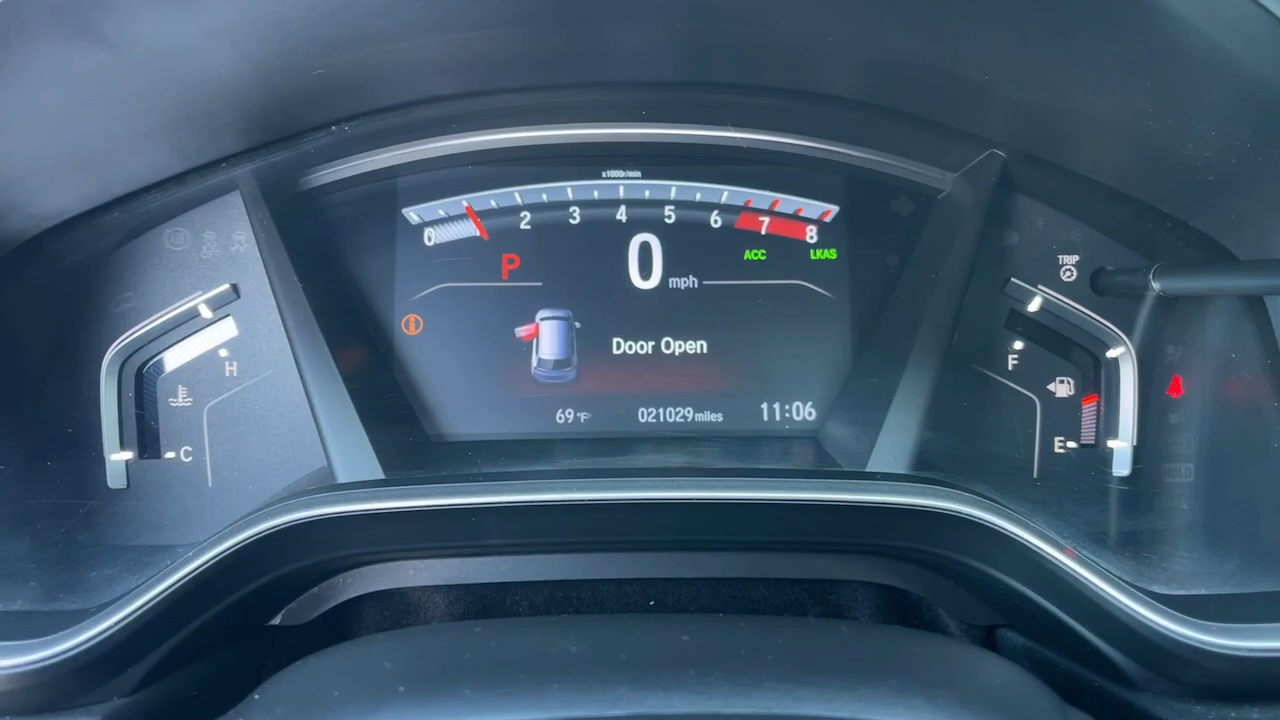 x1000r/min
0 2 3 4 5 6 7 8
P
0 mph
ACC
LKAS
TRIP
H
C
F
E
Door Open
69°F
021029 miles
11:06
HOLD